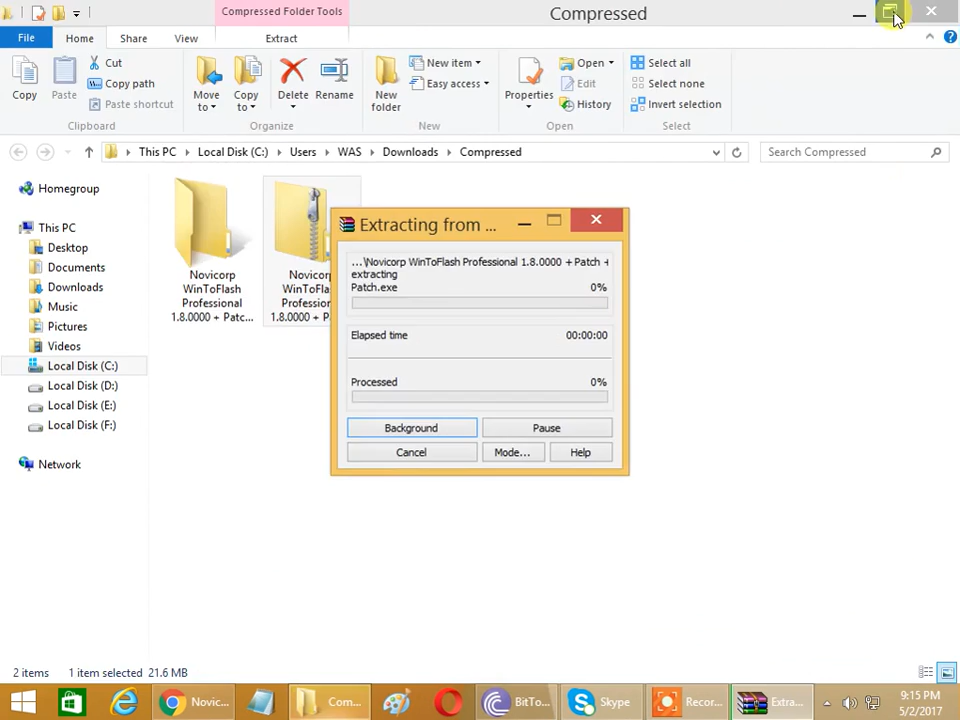 Compressed Folder Tools
Compressed
File
Home
Share
View
Extract
Copy
Paste
Cut
Copy path
Paste shortcut
Clipboard
Move to
Copy to
Delete
Rename
Organize
New folder
New item
Easy access
New
Properties
Open
Edit
History
Open
Select all
Select none
Invert selection
Select
This PC
Local Disk (C:)
Users
WAS
Downloads
Compressed
Search Compressed
Homegroup
This PC
Desktop
Documents
Downloads
Music
Pictures
Videos
Local Disk (C:)
Local Disk (D:)
Local Disk (E:)
Local Disk (F:)
Network
Novicorp
WinToFlash
Professional
1.8.0000 + Patc...
Novicorp
WinToFlash
Professional
1.8.0000 + P
Extracting from ...
...\Novicorp WinToFlash Professional 1.8.0000 + Patch +
extracting
Patch.exe 0%
Elapsed time 00:00:00
Processed 0%
Background
Pause
Cancel
Mode...
Help
2 items 1 item selected 21.6 MB
Novic...
Com...
BitTo...
Skype
Recor...
Extra...
9:15 PM
5/2/2017